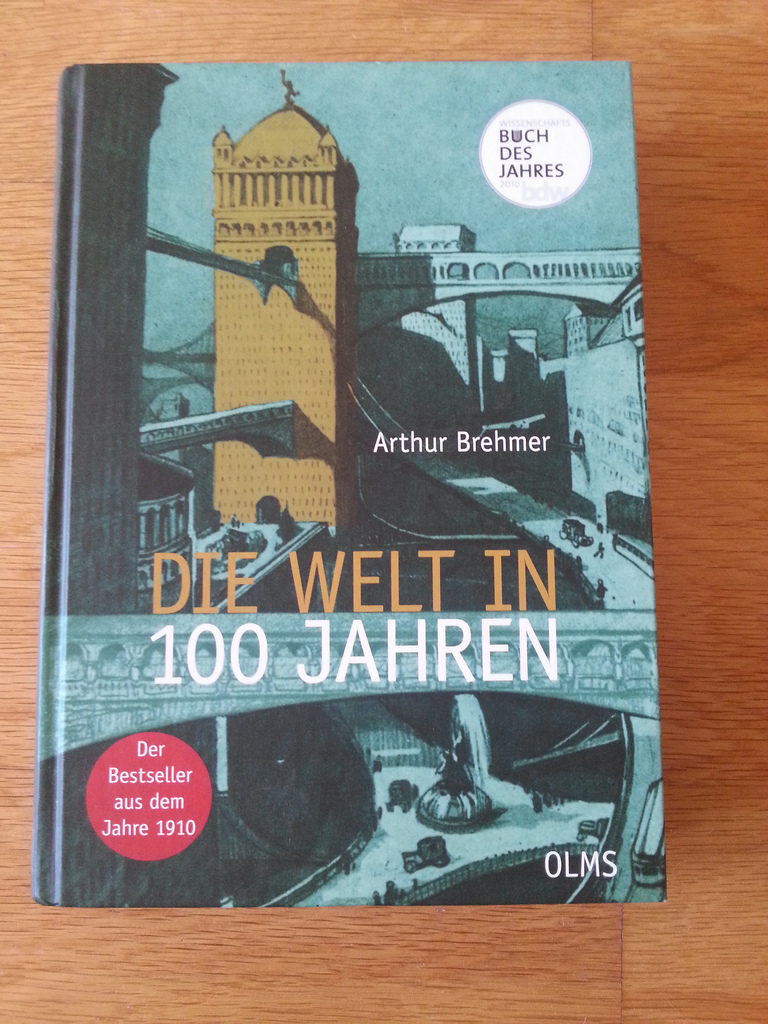 WISSENSCHAFTS
BUCH
DES
JAHRES
2010 bdw
Arthur Brehmer
DIE WELT IN
100 JAHREN
Der
Bestseller
aus dem
Jahre 1910
OLMS